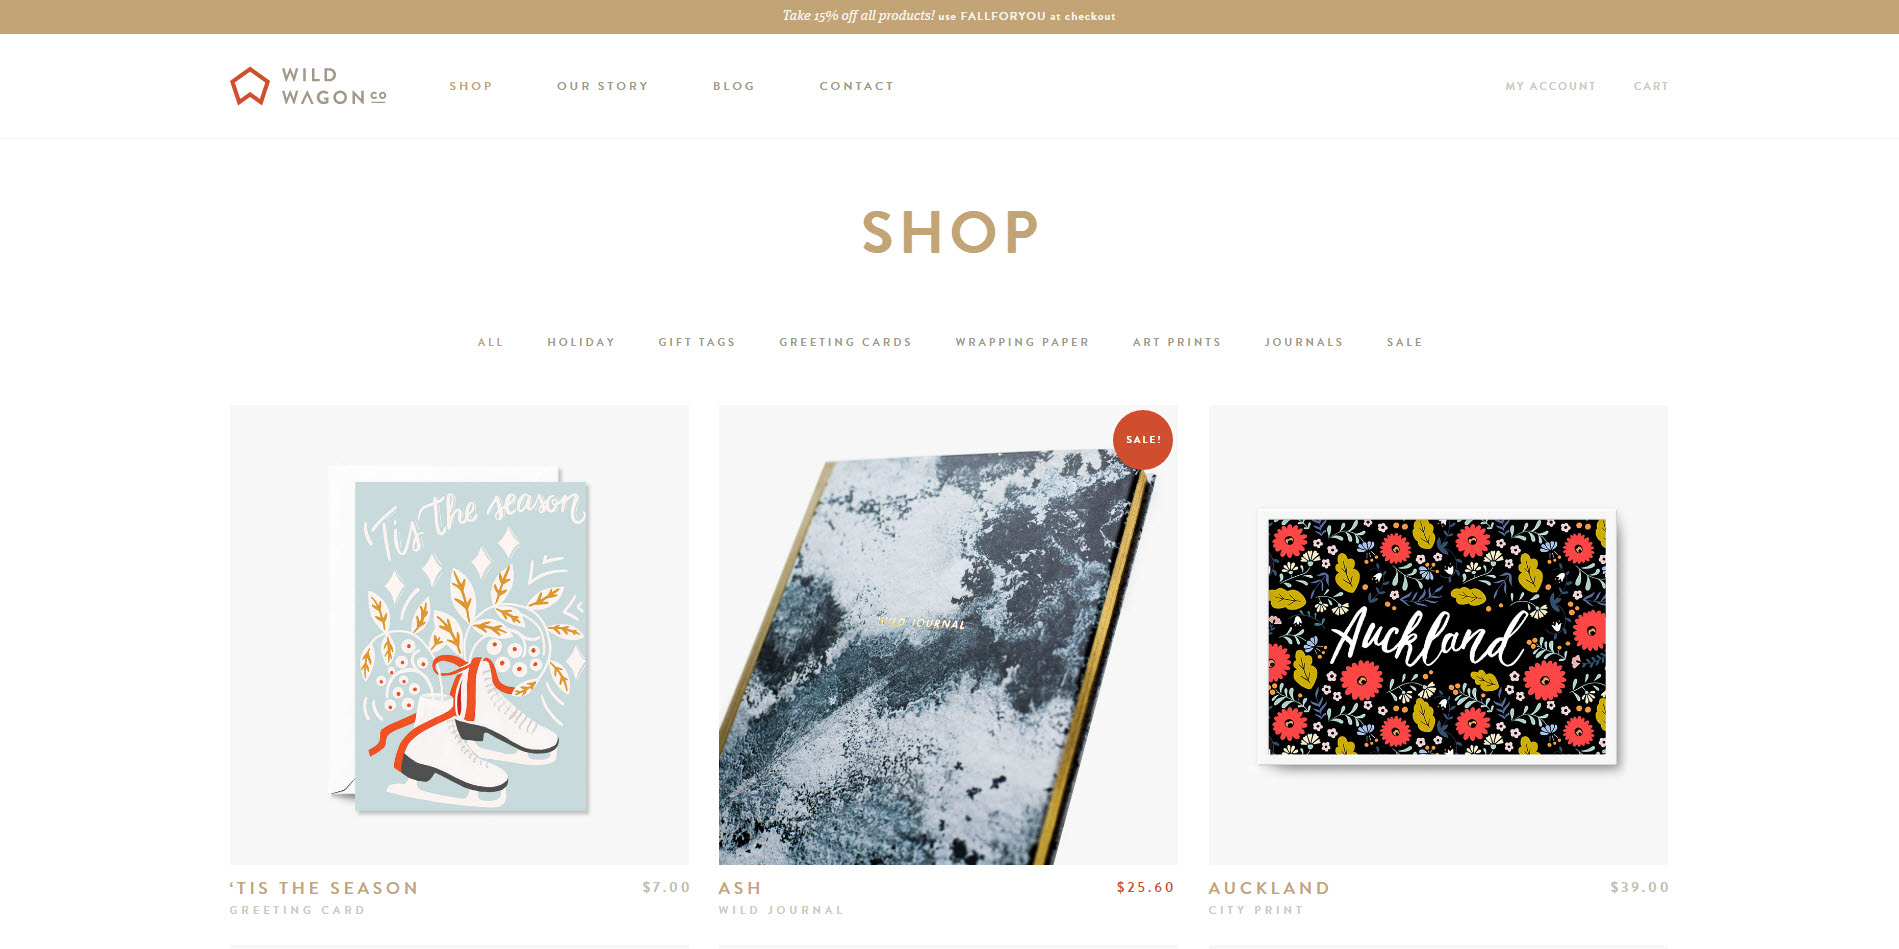 Take 15% off all products! use FALLFORYOU at checkout
WILD
WAGON CO
SHOP OUR STORY BLOG CONTACT
MY ACCOUNT CART
SHOP
ALL HOLIDAY GIFT TAGS GREETING CARDS WRAPPING PAPER ART PRINTS JOURNALS SALE
'Tis the season
SALE!
WILD JOURNAL
Auckland
‘TIS THE SEASON $7.00
GREETING CARD
ASH $25.60
WILD JOURNAL
AUCKLAND $39.00
CITY PRINT